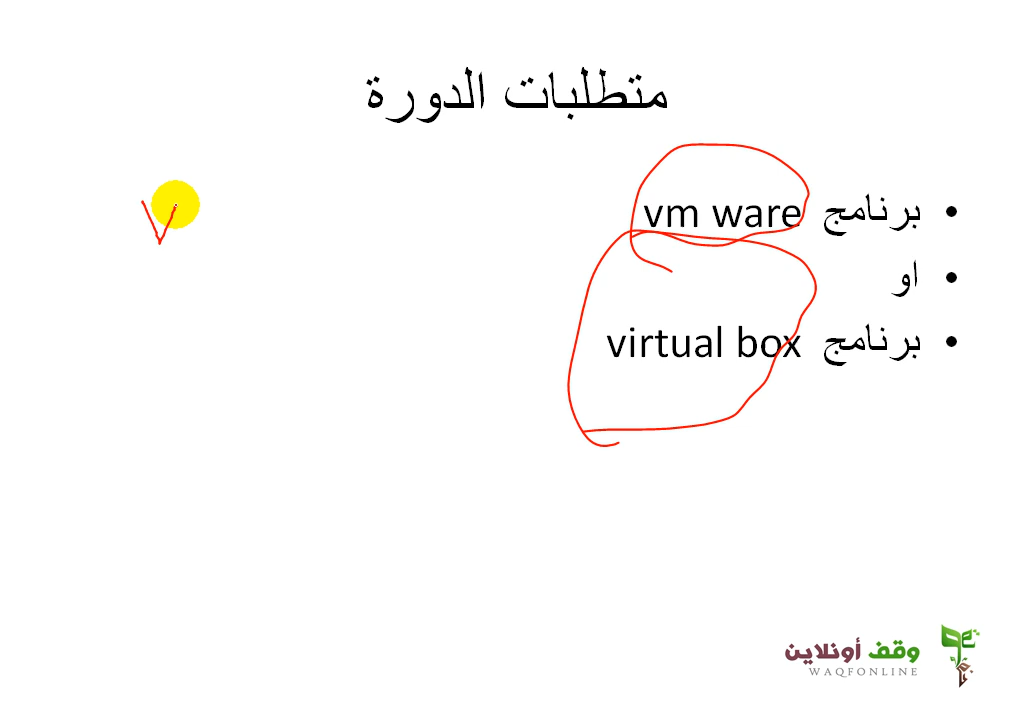 متطلبات الدورة
• برنامج vm ware
• او
• برنامج virtual box
V
وقف أونلاين
WAQFONLINE